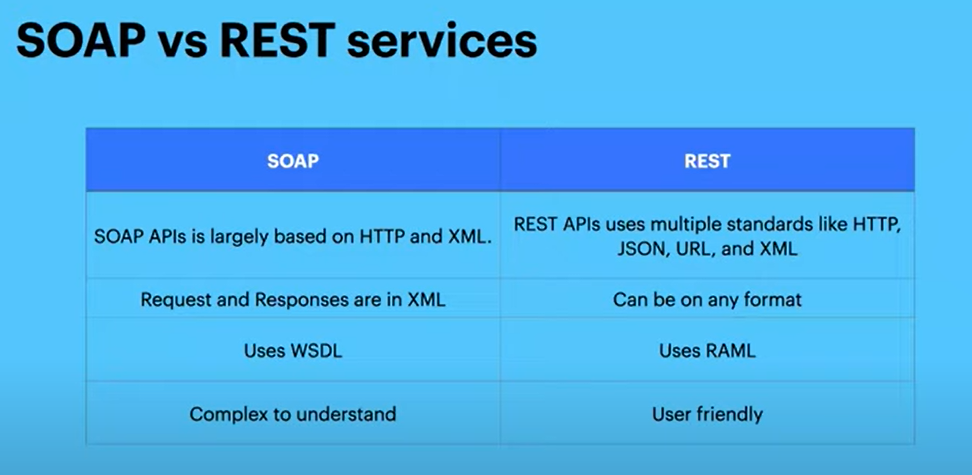 SOAP vs REST services
SOAP
REST
SOAP APIs is largely based on HTTP and XML.
REST APIs uses multiple standards like HTTP,
JSON, URL, and XML
Request and Responses are in XML
Can be on any format
Uses WSDL
Uses RAML
Complex to understand
User friendly